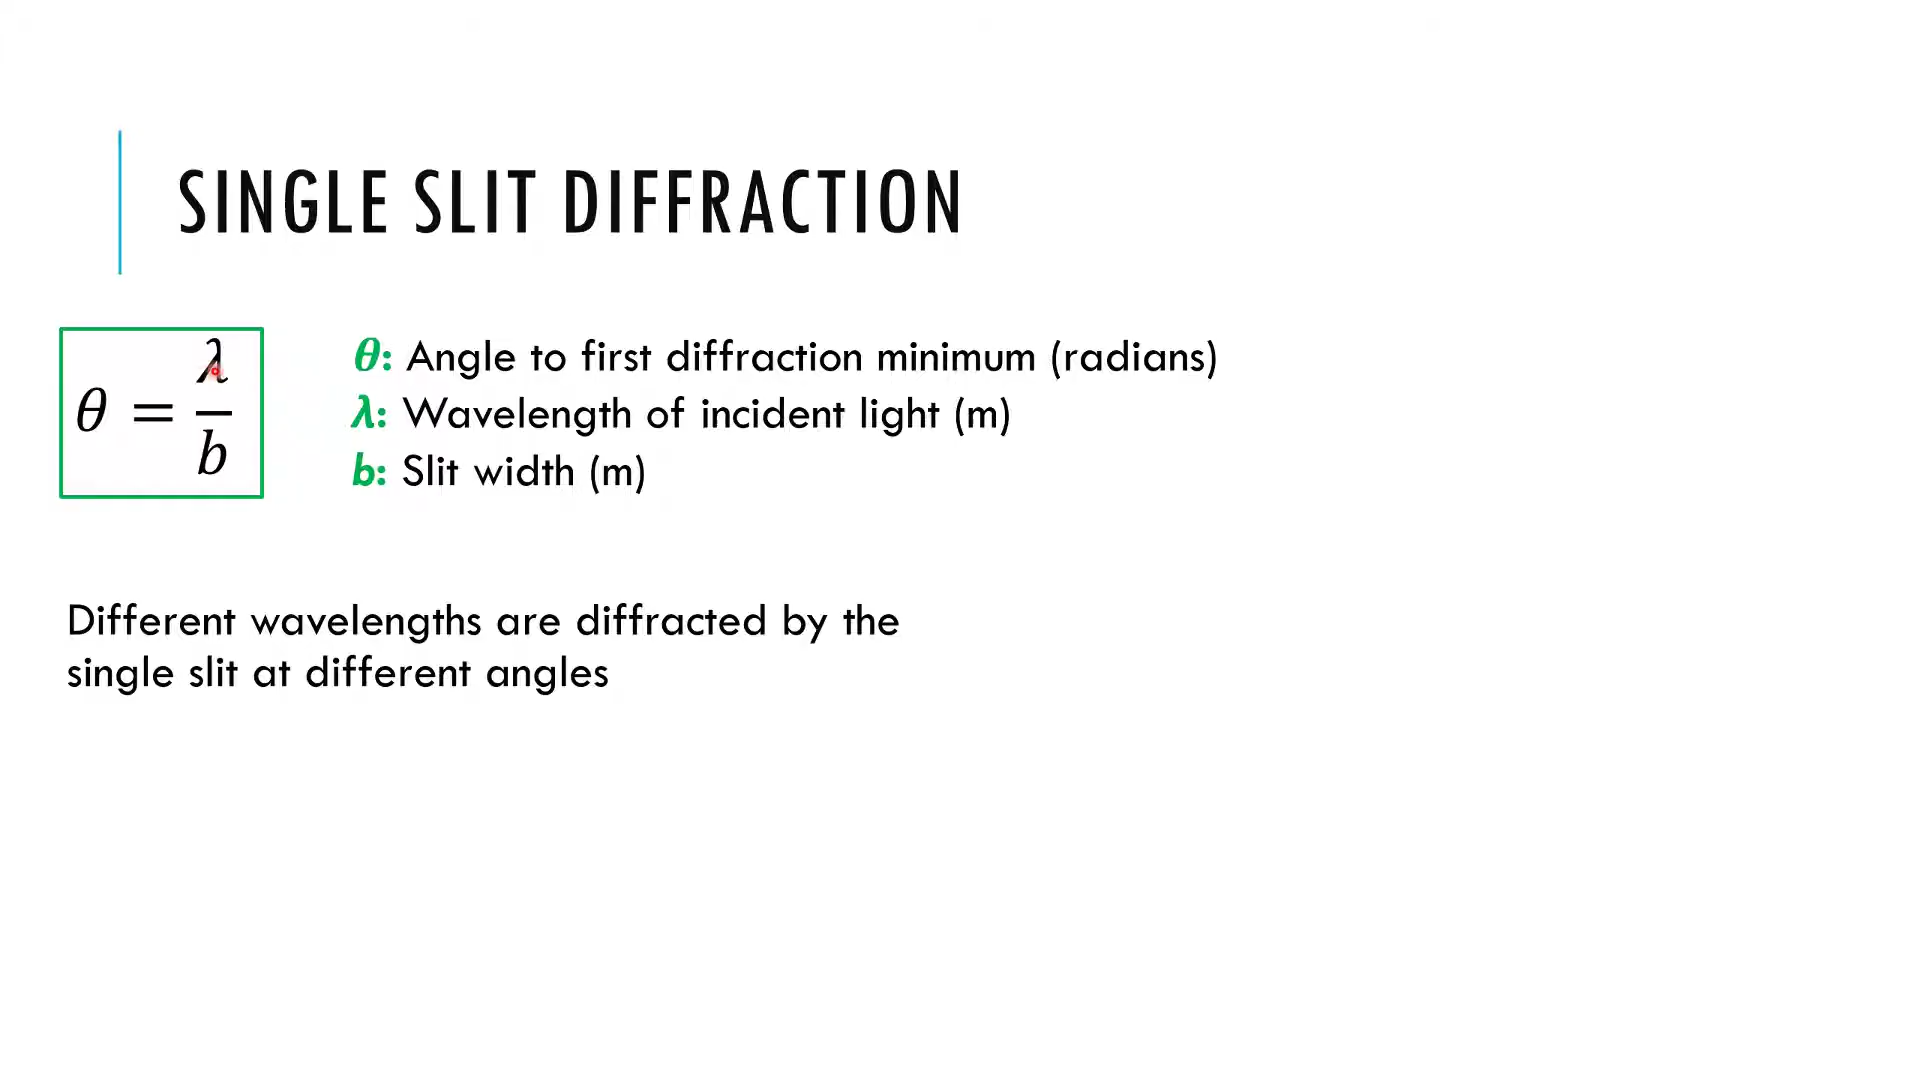 SINGLE SLIT DIFFRACTION
θ = λ/b
θ: Angle to first diffraction minimum (radians)
λ: Wavelength of incident light (m)
b: Slit width (m)
Different wavelengths are diffracted by the
single slit at different angles